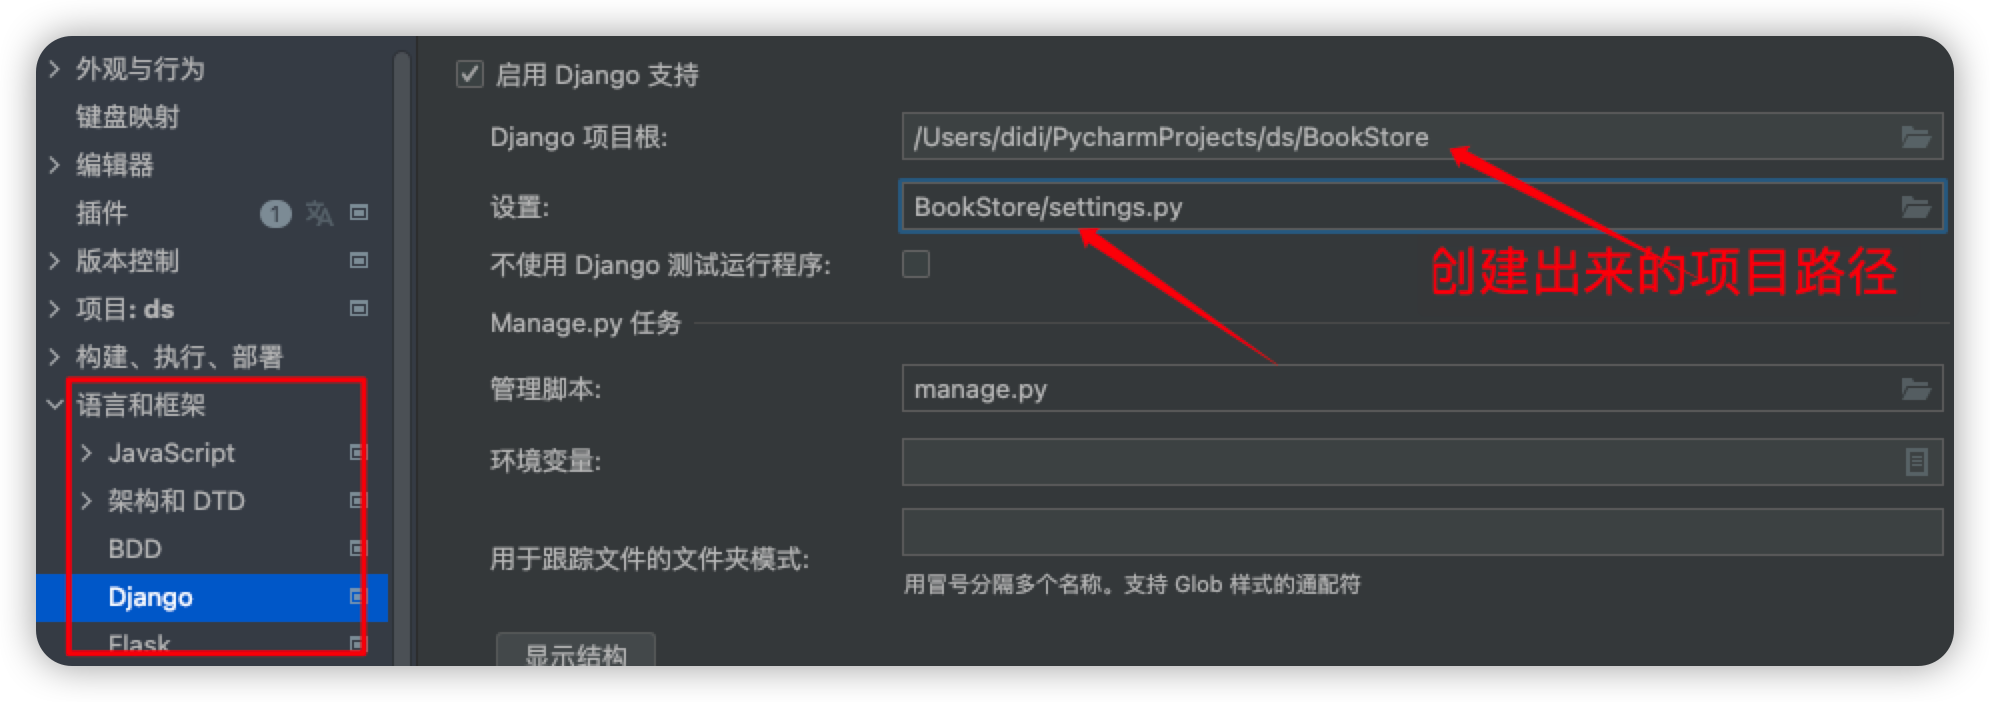 外观与行为
键盘映射
编辑器
插件 1
版本控制
项目: ds
构建、执行、部署
语言和框架
JavaScript
架构和 DTD
BDD
Django
Flask
启用 Django 支持
Django 项目根: /Users/didi/PycharmProjects/ds/BookStore
设置: BookStore/settings.py
不使用 Django 测试运行程序:
创建出来的项目路径
Manage.py 任务
管理脚本: manage.py
环境变量:
用于跟踪文件的文件夹模式:
用冒号分隔多个名称。支持 Glob 样式的通配符
显示结构